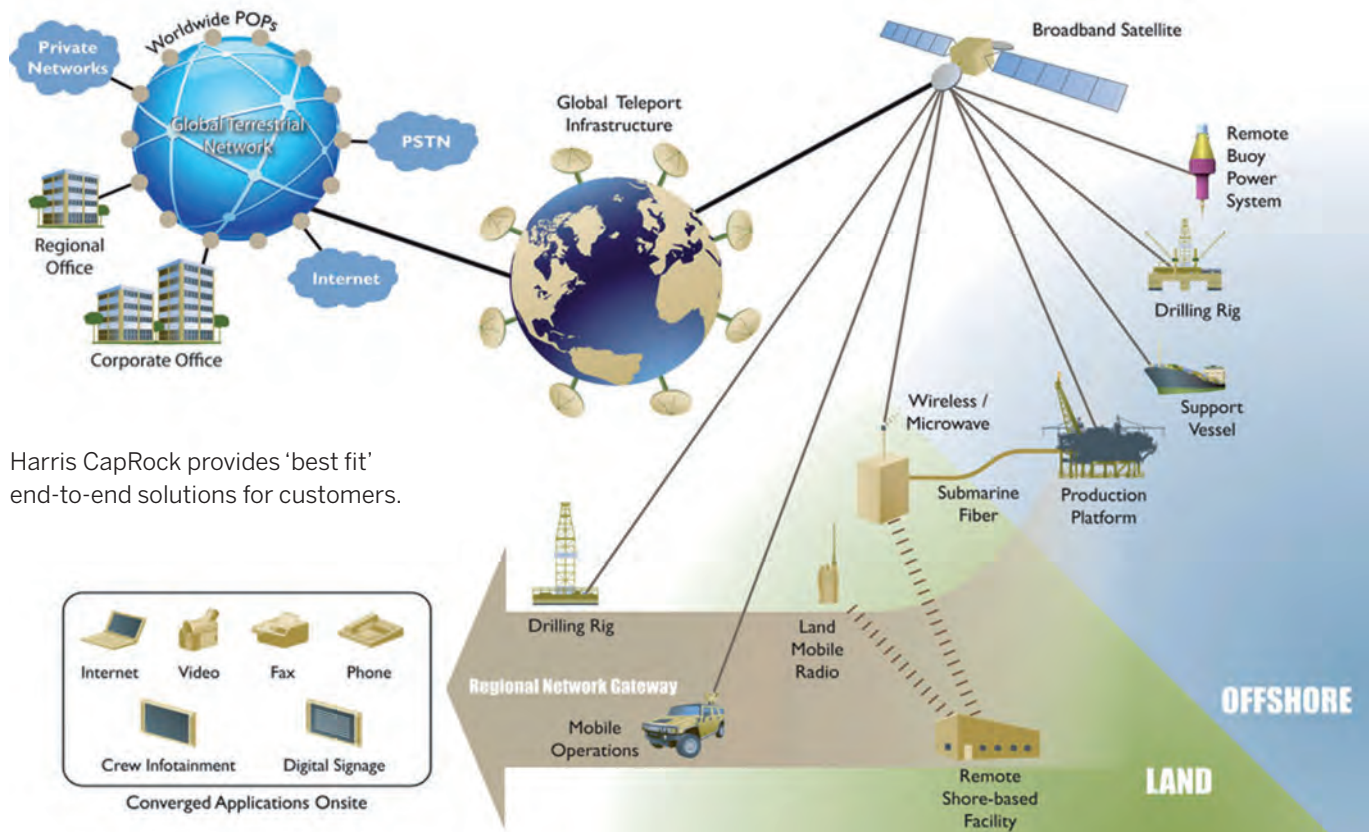 Worldwide POPs
Private
Networks
Global Terrestrial
Network
PSTN
Regional
Office
Internet
Corporate Office
Global Teleport
Infrastructure
Broadband Satellite
Remote
Buoy
Power
System
Drilling Rig
Support
Vessel
Wireless /
Microwave
Submarine
Fiber
Production
Platform
Harris CapRock provides ‘best fit’
end-to-end solutions for customers.
Drilling Rig
Land
Mobile
Radio
Regional Network Gateway
Mobile
Operations
Remote
Shore-based
Facility
OFFSHORE
LAND
Internet
Video
Fax
Phone
Crew Infotainment
Digital Signage
Converged Applications Onsite